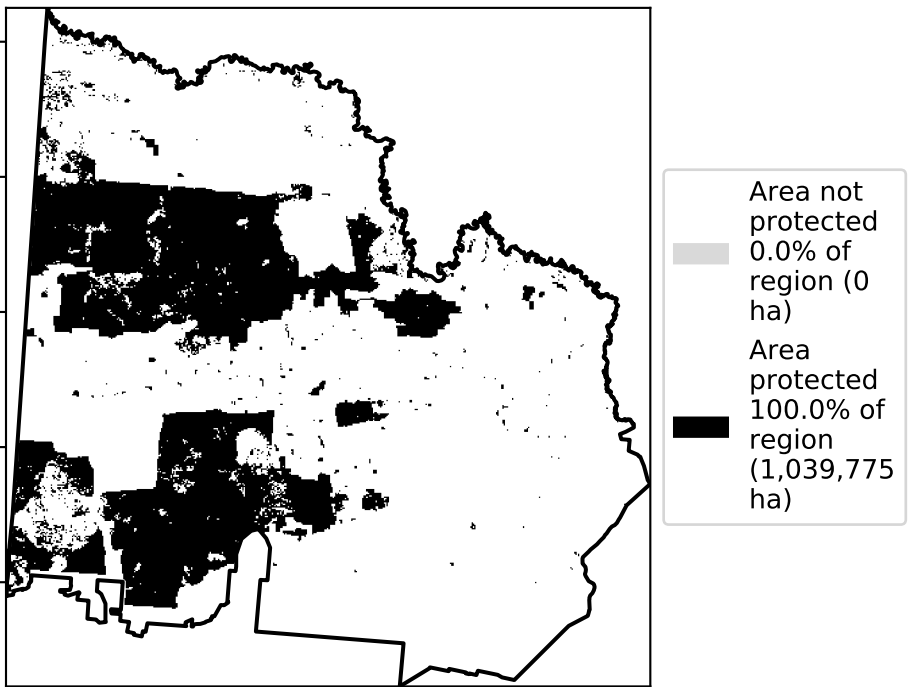 Area not
protected
0.0% of
region (0
ha)
Area
protected
100.0% of
region
(1,039,775
ha)